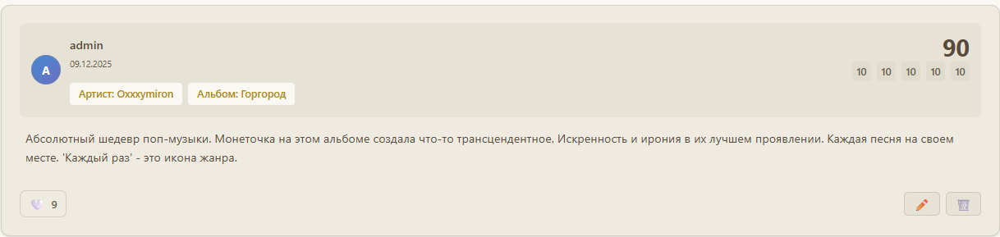 admin
90
A
09.12.2025
10 10 10 10 10
Артист: Oxxxymiron Альбом: Горгород
Абсолютный шедевр поп-музыки. Монеточка на этом альбоме создала что-то трансцендентное. Искренность и ирония в их лучшем проявлении. Каждая песня на своем
месте. 'Каждый раз' - это икона жанра.
9